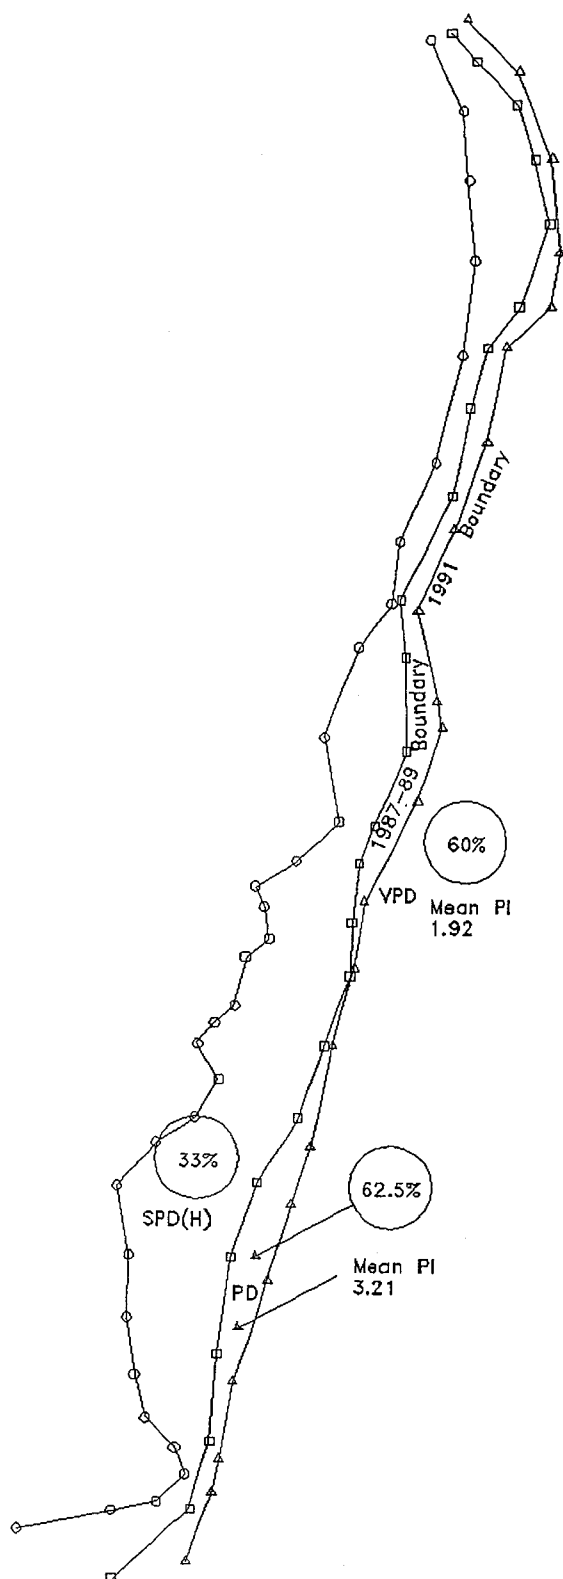 1991 Boundary
1987-89 Boundary
60%
VPD
Mean PI
1.92
33%
SPD(H)
62.5%
Mean PI
3.21
PD